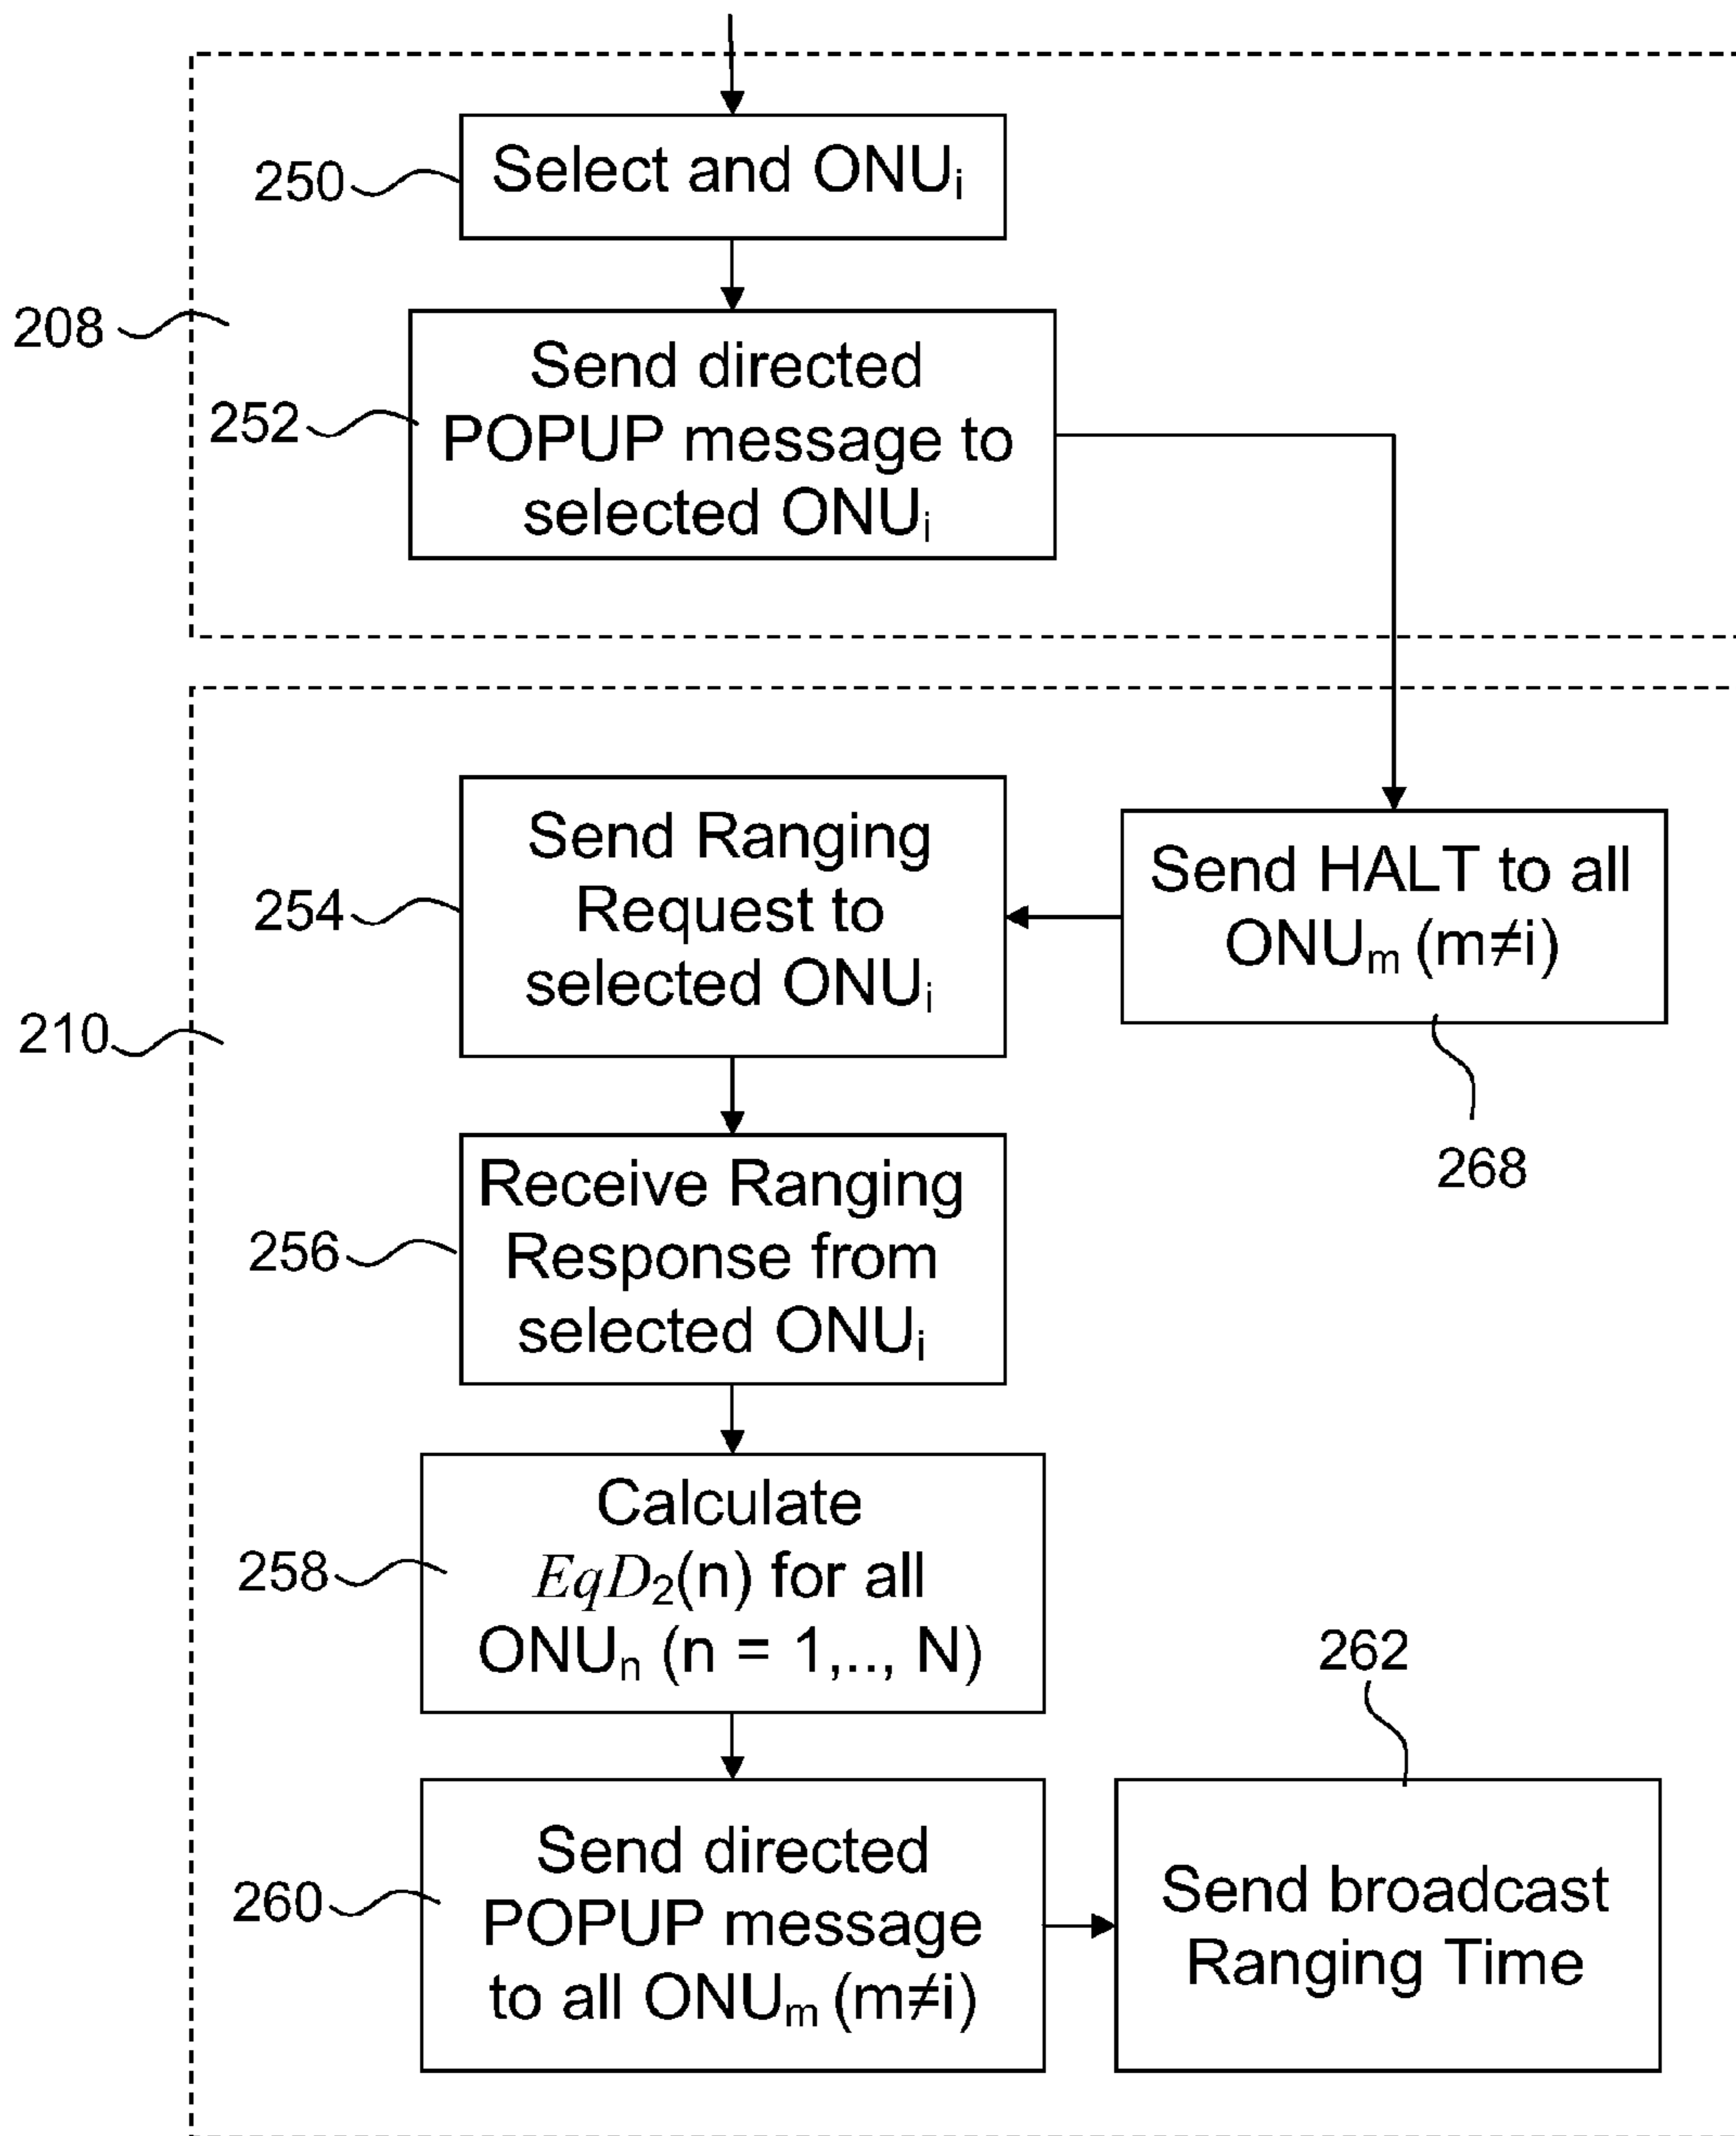 250
Select and ONUi
208
252
Send directed
POPUP message to
selected ONUi
254
Send Ranging
Request to
selected ONUi
Send HALT to all
ONUm (m≠i)
210
268
256
Receive Ranging
Response from
selected ONUi
258
Calculate
EqD2(n) for all
ONUn (n = 1,.., N)
262
260
Send directed
POPUP message
to all ONUm (m≠i)
Send broadcast
Ranging Time